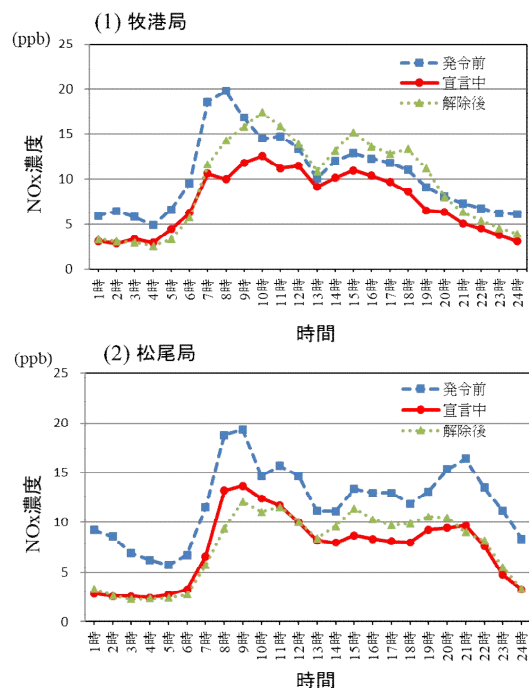 (1) 牧港局
(ppb)
25
20
15
10
5
0
NOx濃度
発令前
宣言中
解除後
1時 2時 3時 4時 5時 6時 7時 8時 9時 10時 11時 12時 13時 14時 15時 16時 17時 18時 19時 20時 21時 22時 23時 24時
時間
(2) 松尾局
(ppb)
25
20
15
10
5
0
NOx濃度
発令前
宣言中
解除後
1時 2時 3時 4時 5時 6時 7時 8時 9時 10時 11時 12時 13時 14時 15時 16時 17時 18時 19時 20時 21時 22時 23時 24時
時間